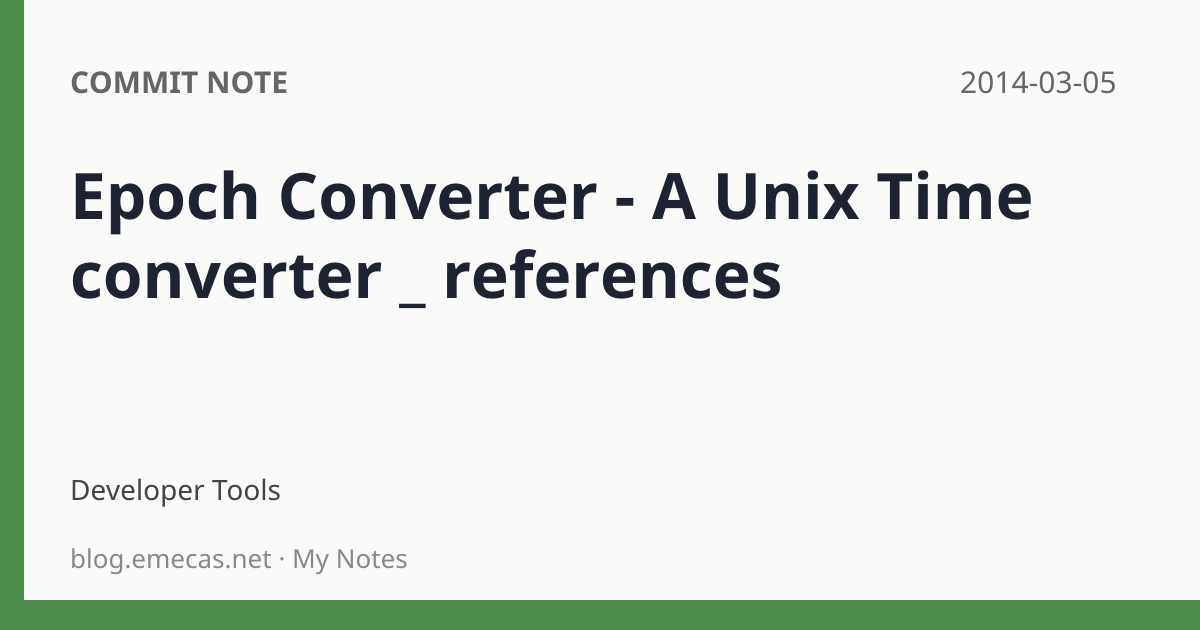 COMMIT NOTE
2014-03-05
Epoch Converter - A Unix Time
converter _ references
Developer Tools
blog.emecas.net · My Notes